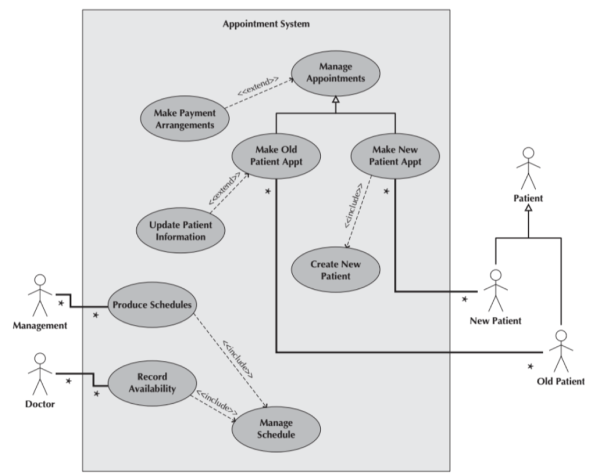 Appointment System
Manage
Appointments
<<extend>>
Make Payment
Arrangements
Make Old
Patient Appt
Make New
Patient Appt
*
*
<<extend>>
<<include>>
Patient
Update Patient
Information
Create New
Patient
Management
*
*
Produce Schedules
*
New Patient
<<include>>
Doctor
*
*
Record
Availability
<<include>>
*
Old Patient
Manage
Schedule